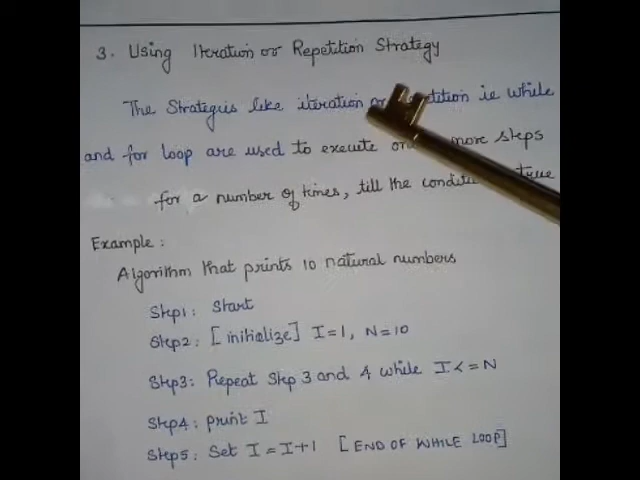 3. Using Iteration or Repetition Strategy
The Strategies like iteration ie while
and for loop are used to execute more steps
for a number of times, till the true
Example:
Algorithm that prints 10 natural numbers
Step1: Start
Step2: [initialize] I=1, N=10
Step3: Repeat Step 3 and 4 while I<=N
Step4: print I
Step5: Set I=I+1 [END OF WHILE LOOP]